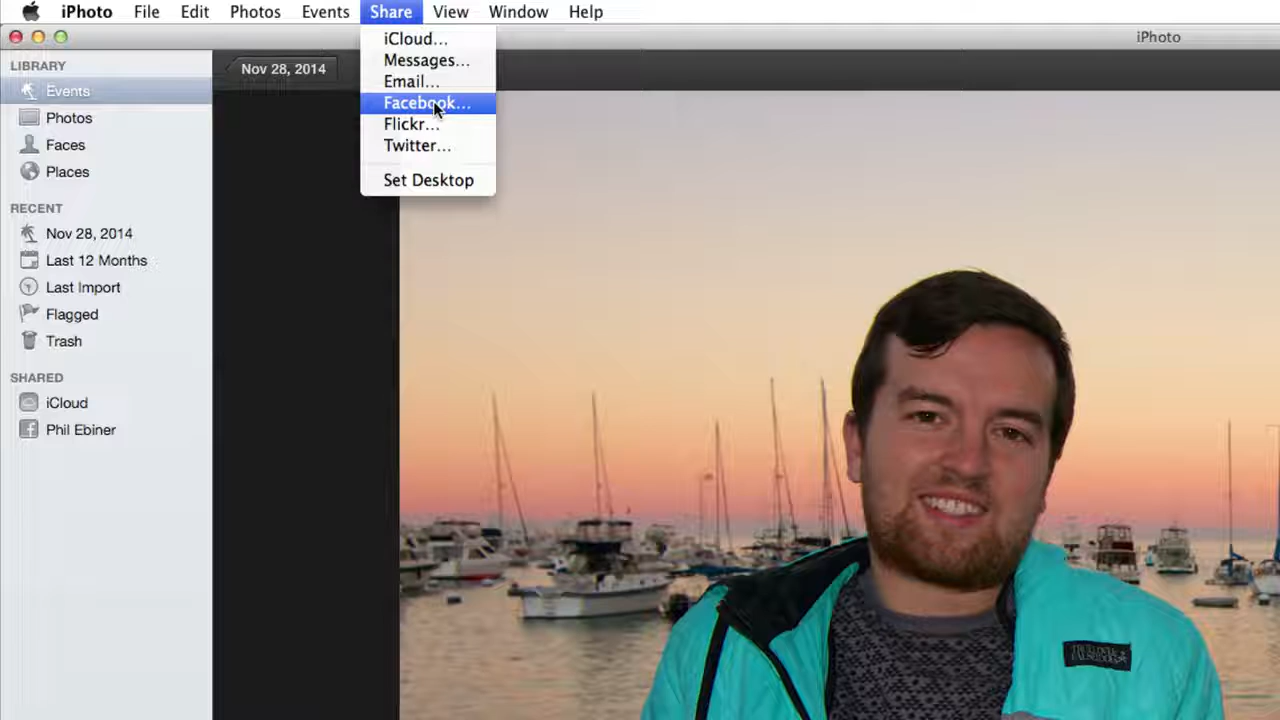 iPhoto File Edit Photos Events Share View Window Help
iPhoto
LIBRARY
Events
Photos
Faces
Places
RECENT
Nov 28, 2014
Last 12 Months
Last Import
Flagged
Trash
SHARED
iCloud
Phil Ebiner
Nov 28, 2014
iCloud...
Messages...
Email...
Facebook...
Flickr...
Twitter...
Set Desktop